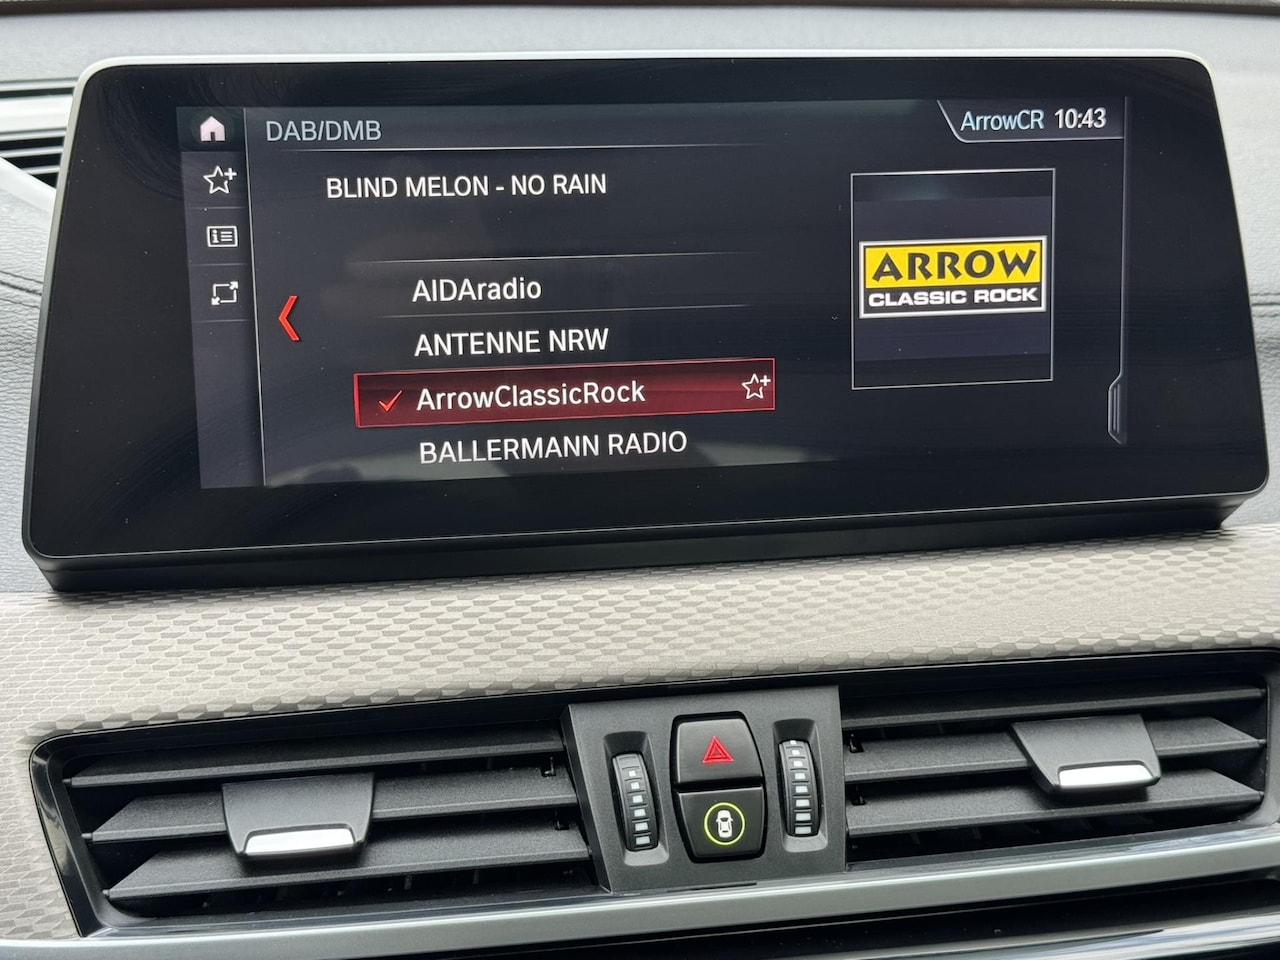 DAB/DMB
ArrowCR 10:43
BLIND MELON - NO RAIN
AIDAradio
ANTENNE NRW
ArrowClassicRock
BALLERMANN RADIO
ARROW
CLASSIC ROCK